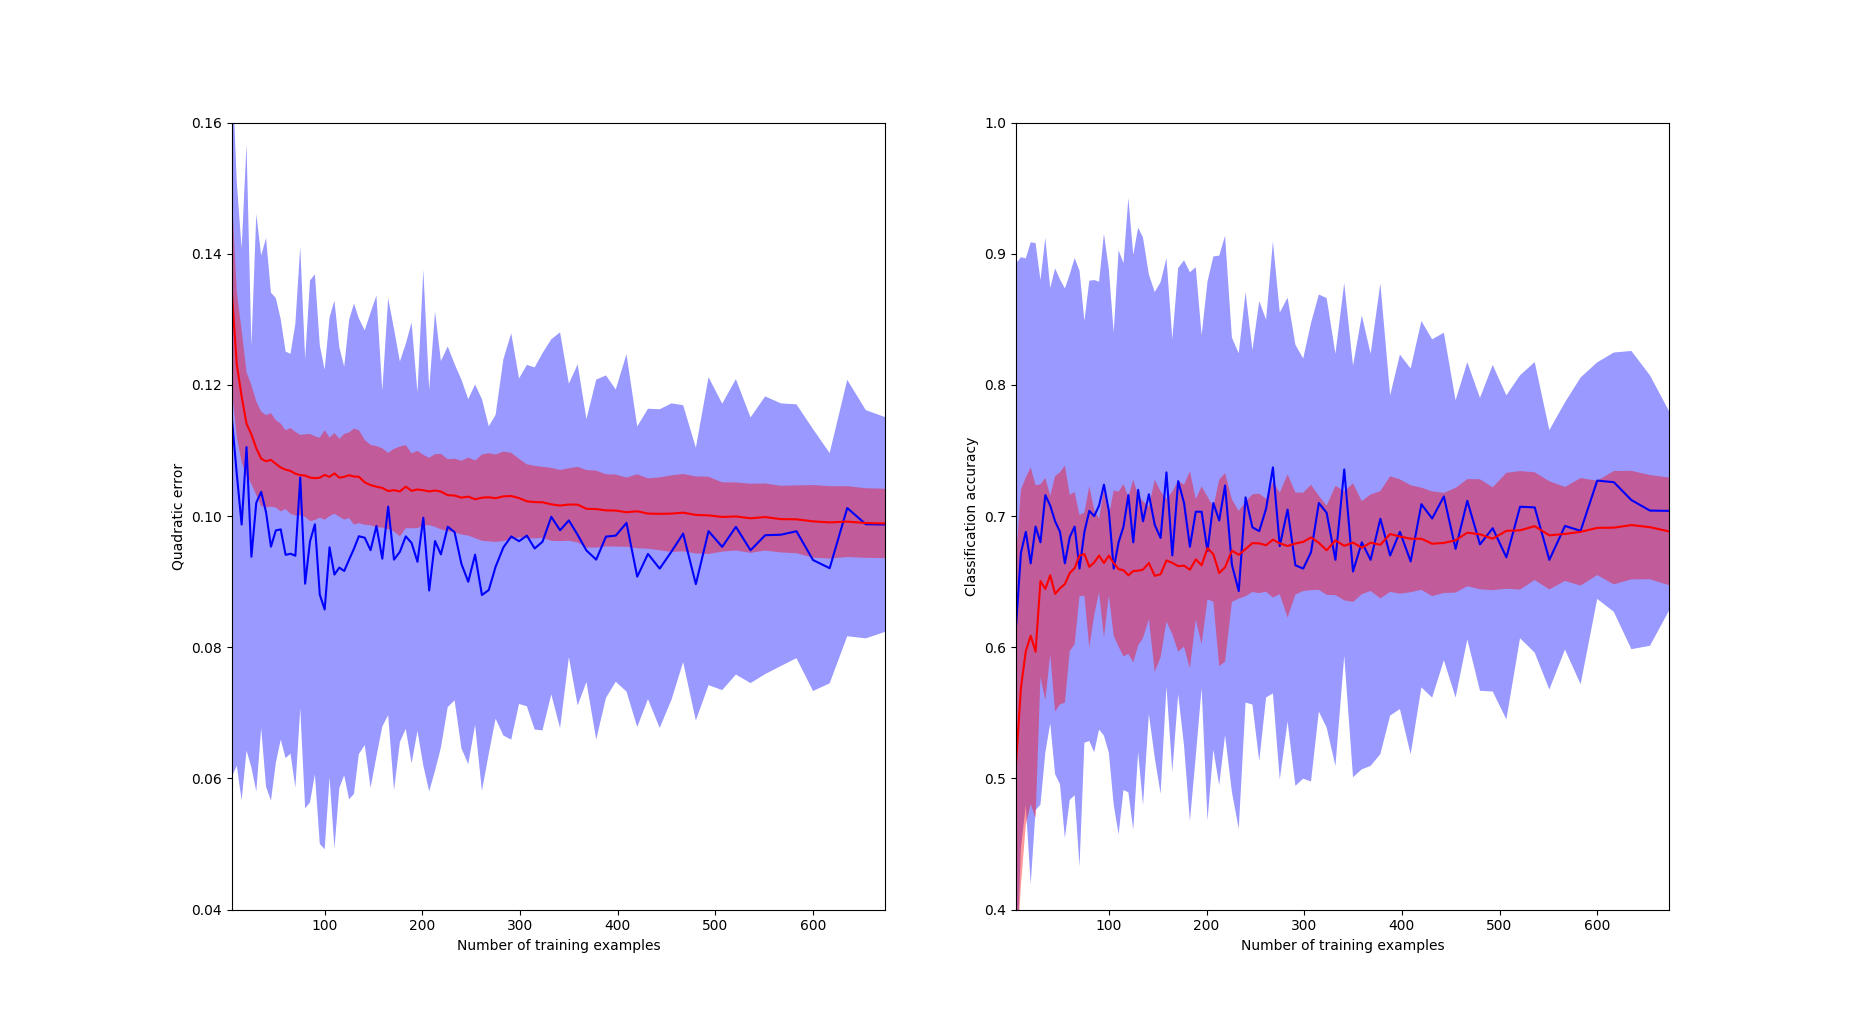 0.16
0.14
0.12
0.10
0.08
0.06
0.04
Quadratic error
100 200 300 400 500 600
Number of training examples
1.0
0.9
0.8
0.7
0.6
0.5
0.4
Classification accuracy
100 200 300 400 500 600
Number of training examples